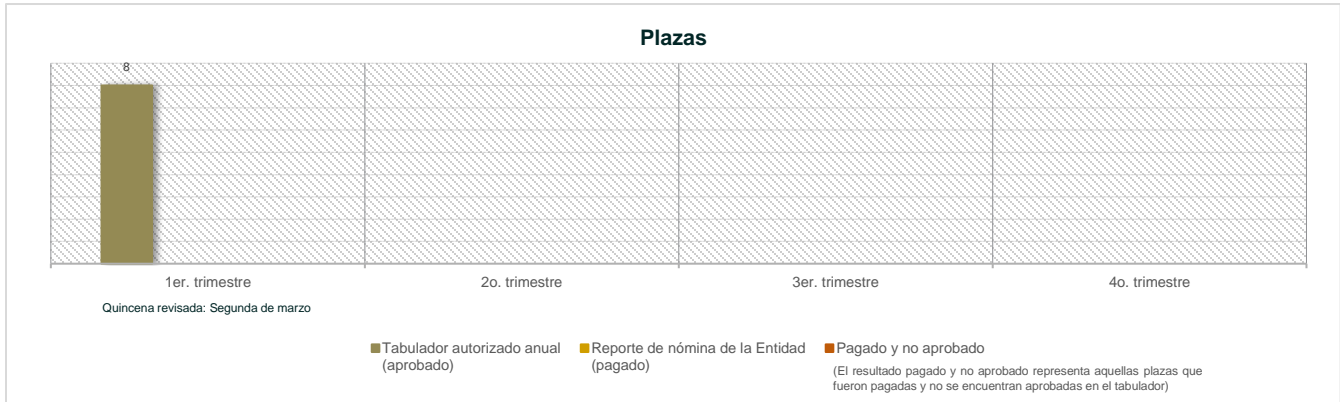 Plazas
8
1er. trimestre
2o. trimestre
3er. trimestre
4o. trimestre
Quincena revisada: Segunda de marzo
Tabulador autorizado anual
(aprobado)
Reporte de nómina de la Entidad
(pagado)
Pagado y no aprobado
(El resultado pagado y no aprobado representa aquellas plazas que
fueron pagadas y no se encuentran aprobadas en el tabulador)